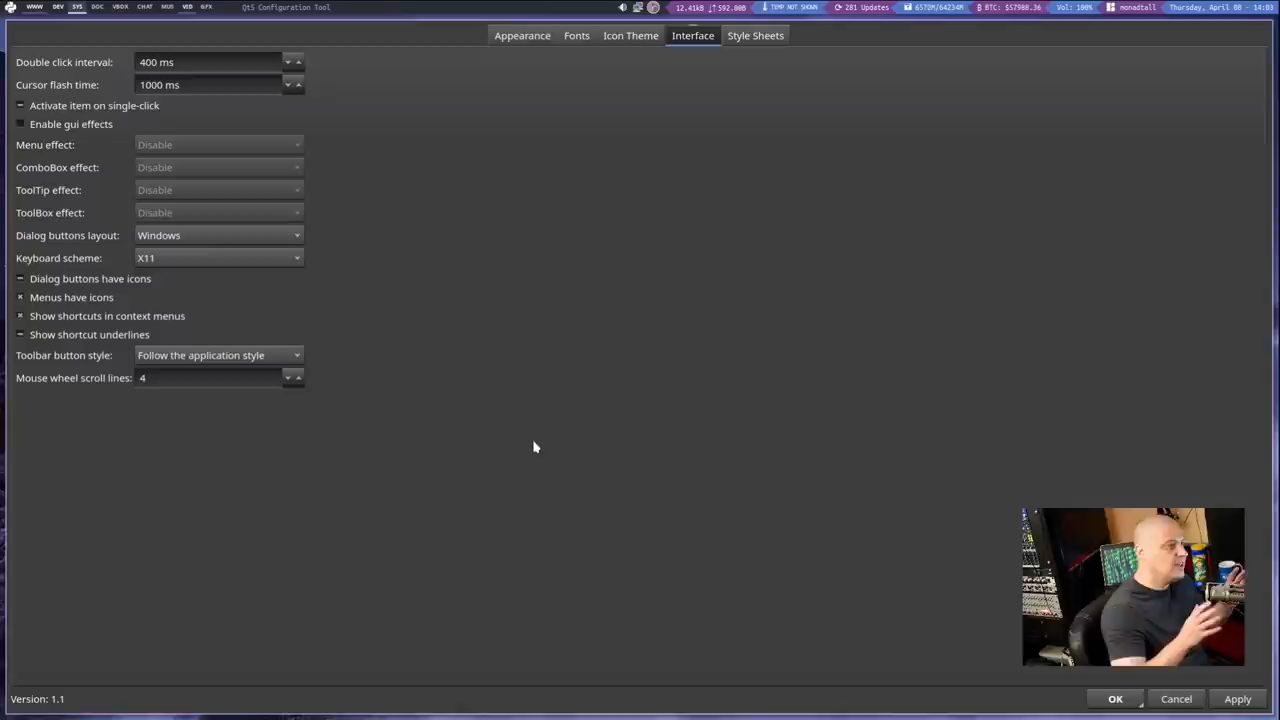 WWW DEV SYS DOC VBOX CHAT MUS VID GFX Qt5 Configuration Tool 12.41kB 592.00B TEMP NOT SHOWN 281 Updates 6570M/64234M BTC: $57988.36 Vol: 100% monadtall Thursday, April 08 - 14:03
Appearance Fonts Icon Theme Interface Style Sheets
Double click interval: 400 ms
Cursor flash time: 1000 ms
Activate item on single-click
Enable gui effects
Menu effect: Disable
ComboBox effect: Disable
ToolTip effect: Disable
ToolBox effect: Disable
Dialog buttons layout: Windows
Keyboard scheme: X11
Dialog buttons have icons
Menus have icons
Show shortcuts in context menus
Show shortcut underlines
Toolbar button style: Follow the application style
Mouse wheel scroll lines: 4
Version: 1.1 OK Cancel Apply